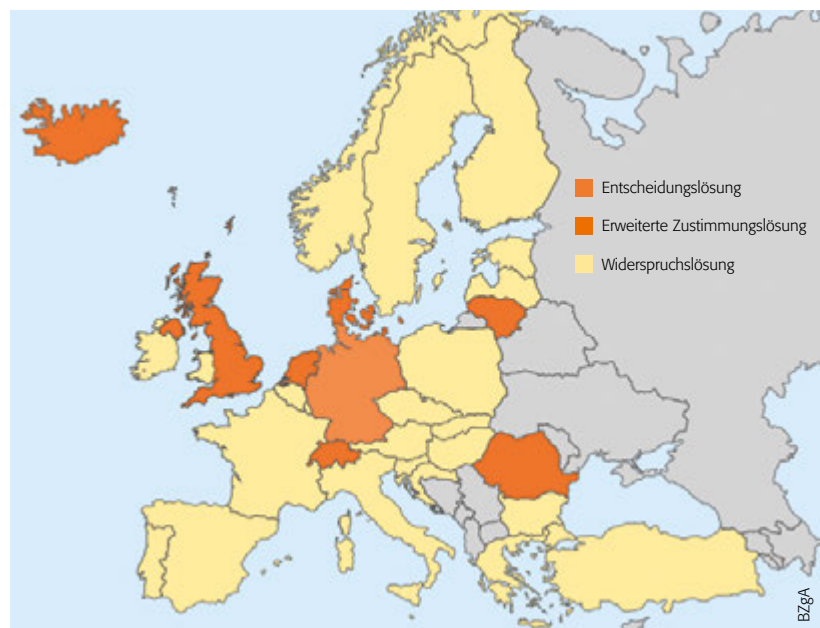 Entscheidungslösung
Erweiterte Zustimmungslösung
Widerspruchslösung
BZgA